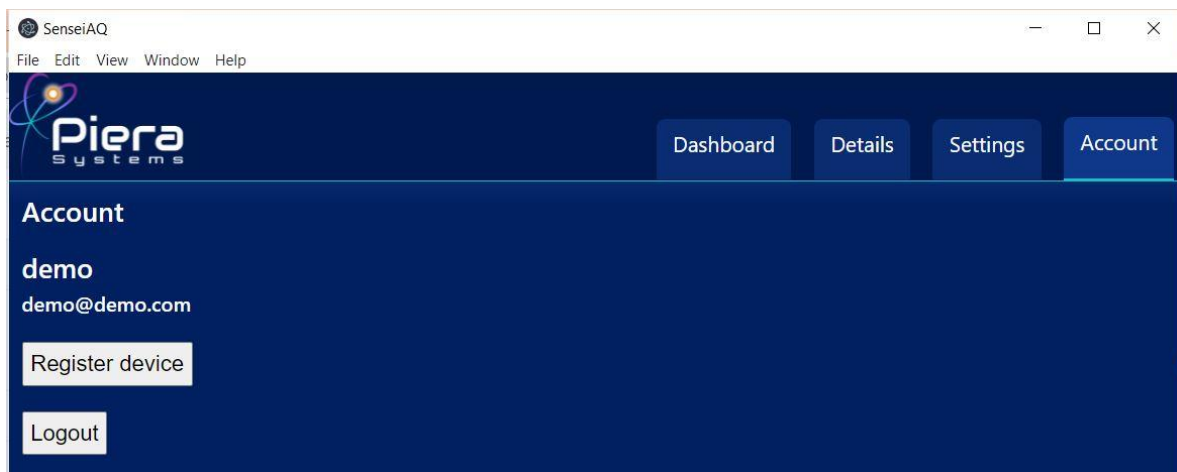 SenseiAQ
File Edit View Window Help
Piera
Systems
Dashboard Details Settings Account
Account
demo
demo@demo.com
Register device
Logout